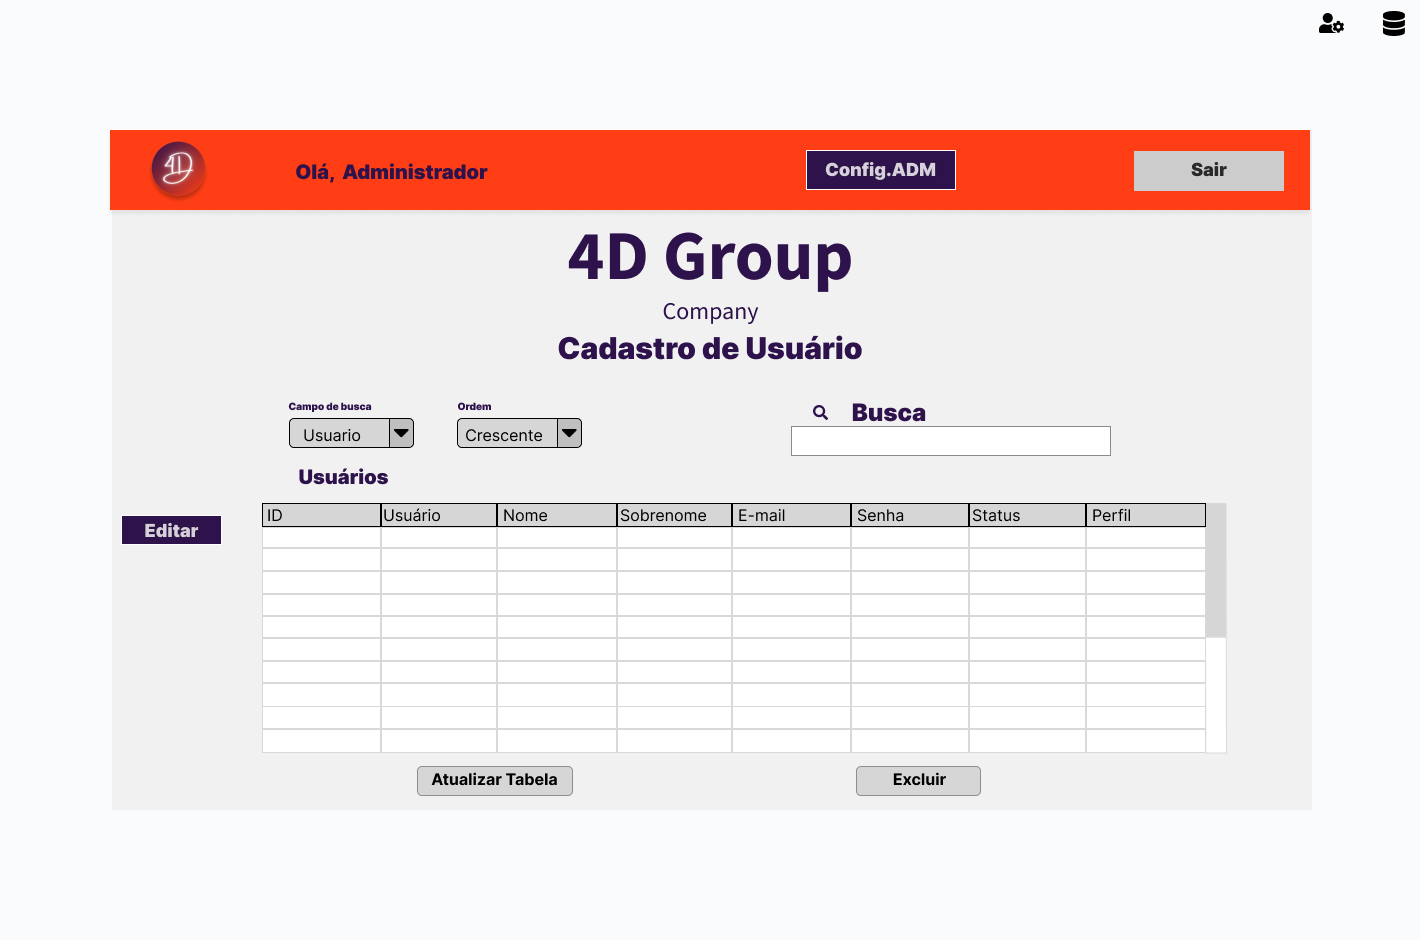 4D
Olá, Administrador
Config.ADM
Sair
4D Group
Company
Cadastro de Usuário
Campo de busca
Ordem
Busca
Usuario
Crescente
Usuários
ID Usuário Nome Sobrenome E-mail Senha Status Perfil
Editar
Atualizar Tabela
Excluir